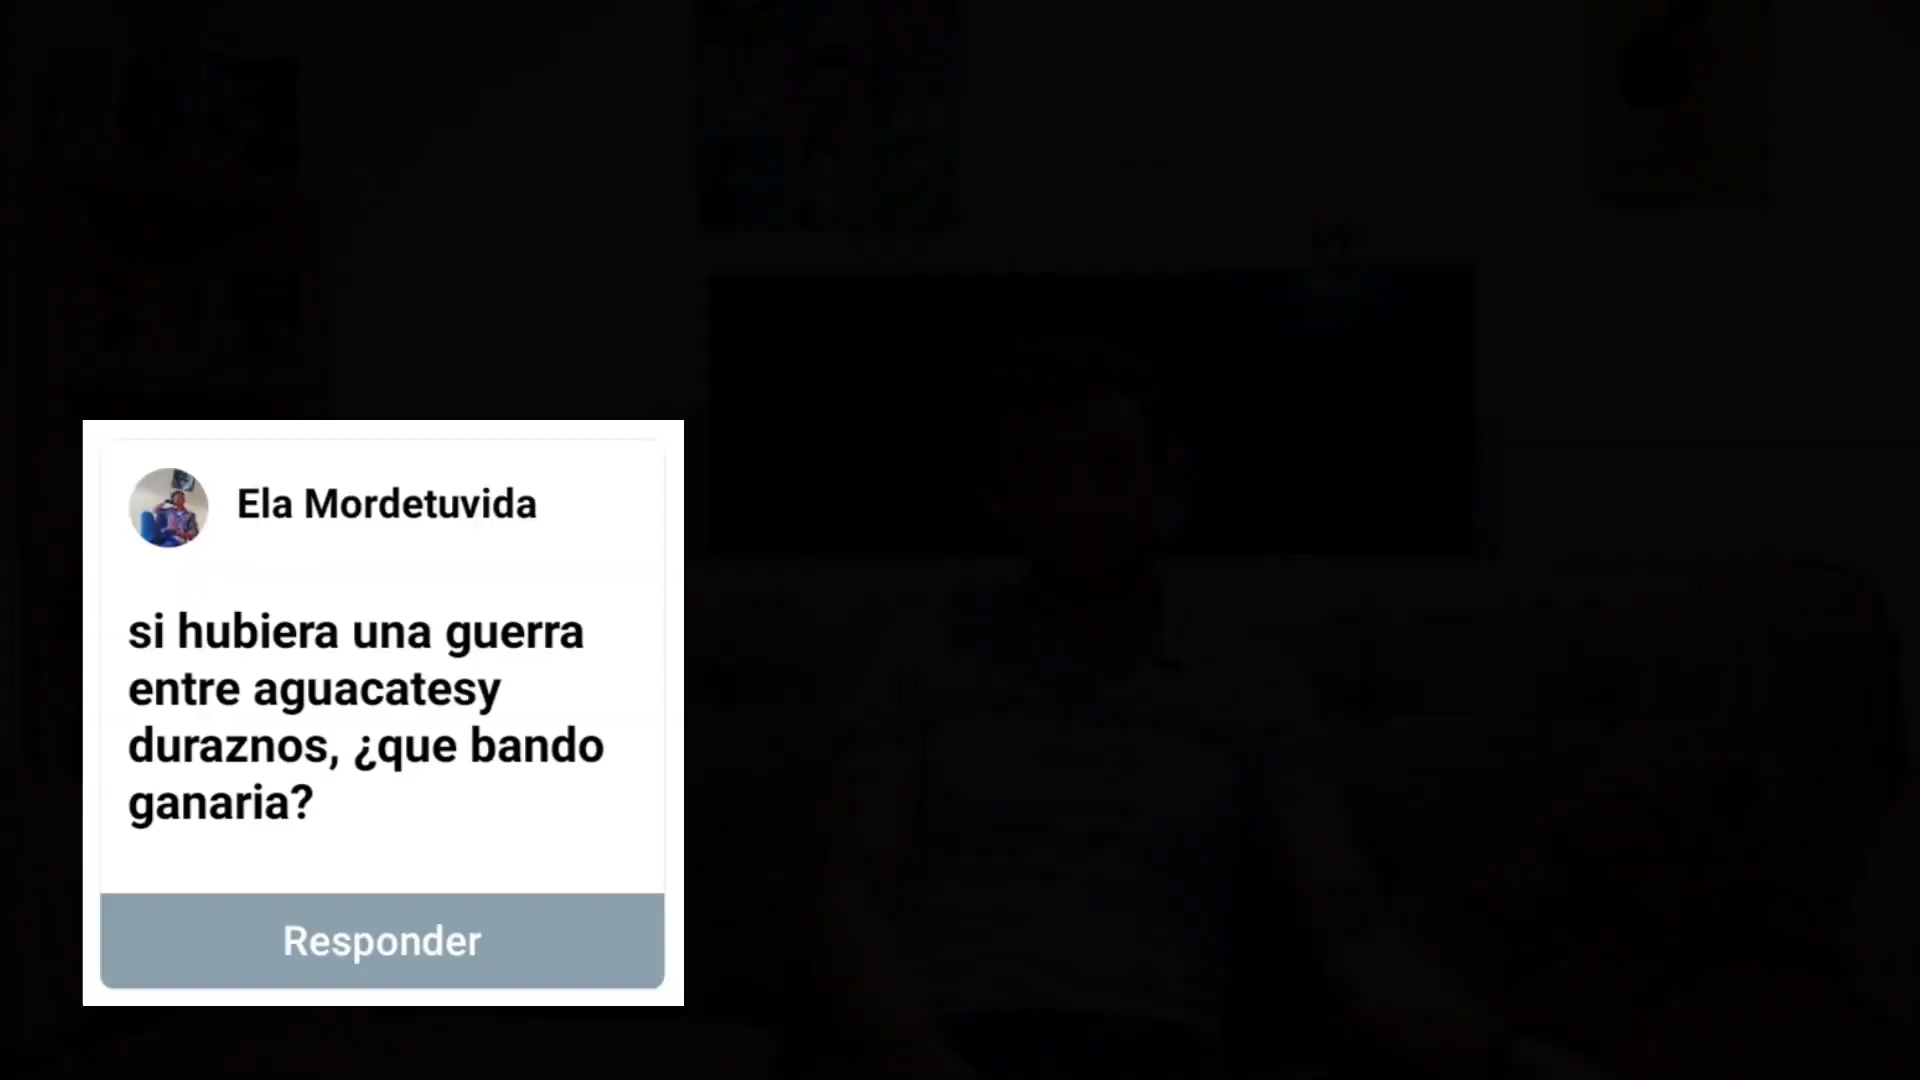 Ela Mordetuvida
si hubiera una guerra
entre aguacatesy
duraznos, ¿que bando
ganaria?
Responder